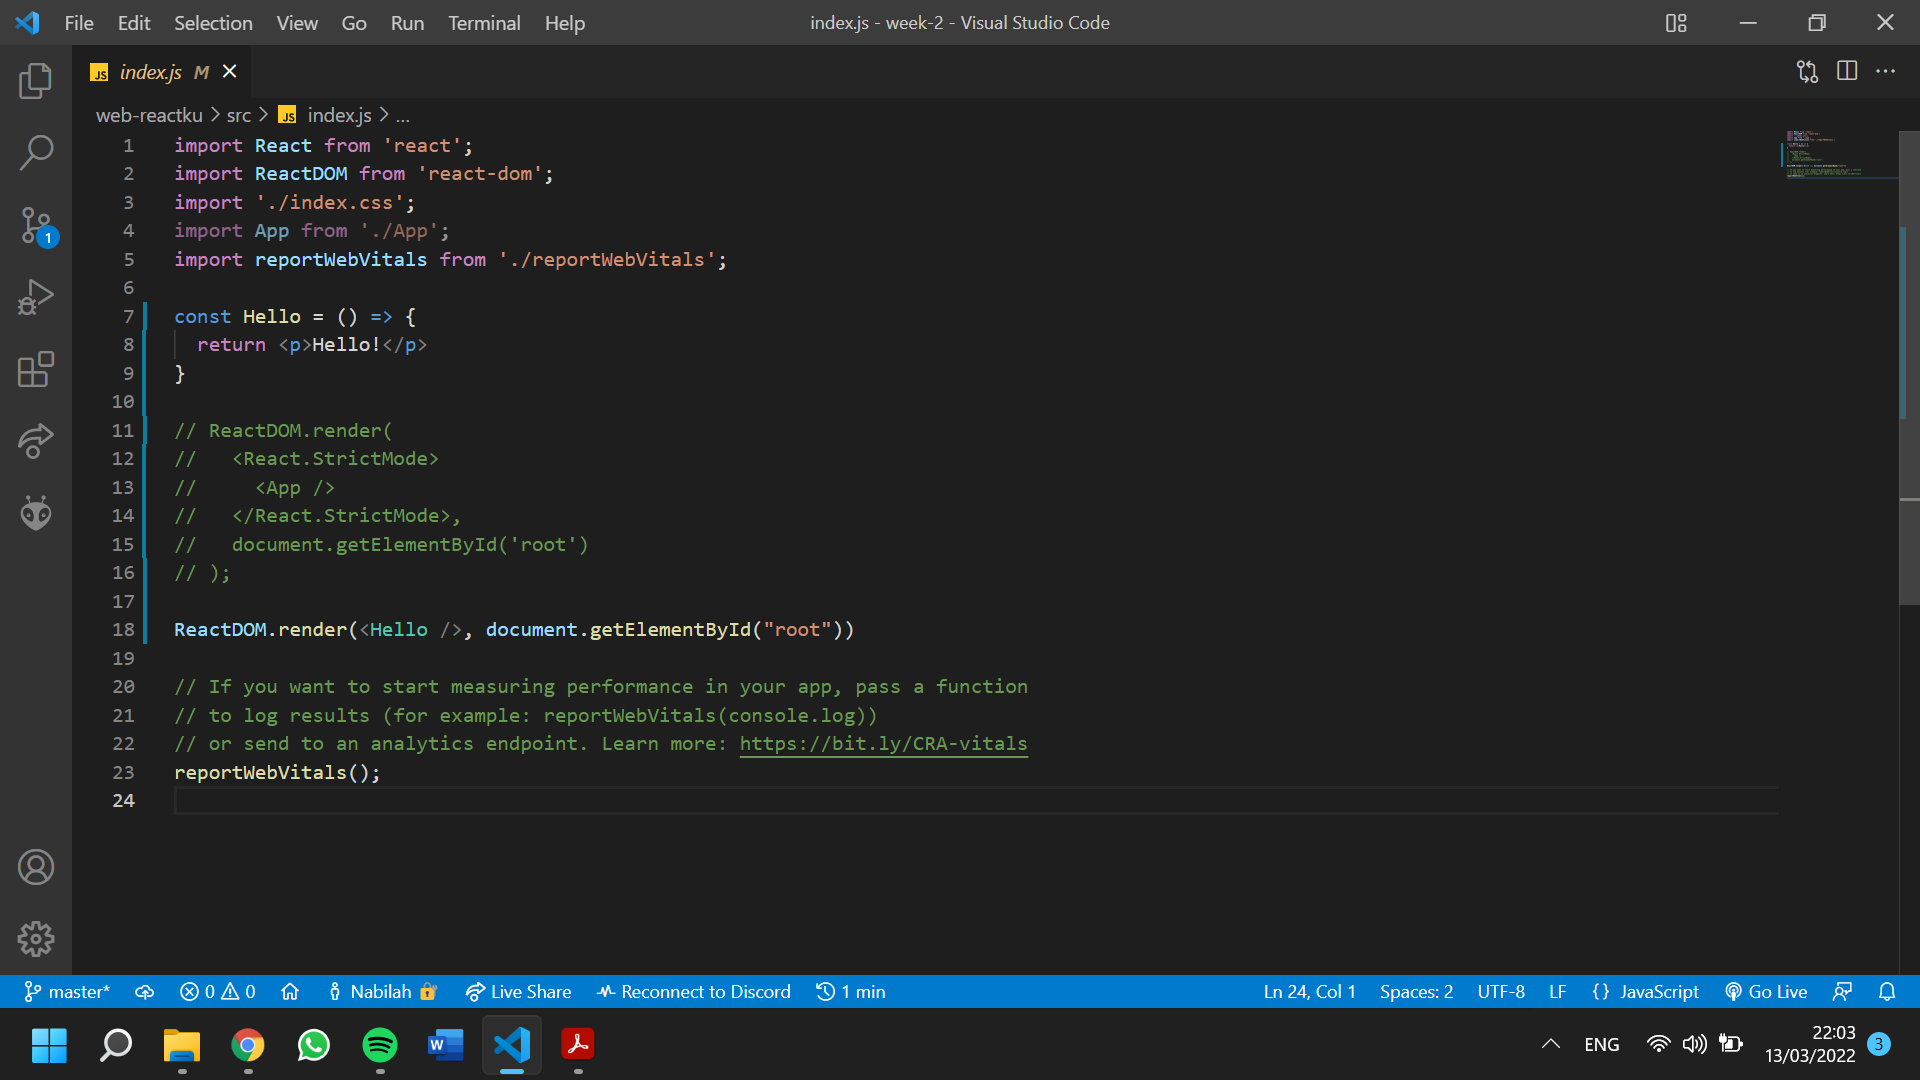 File Edit Selection View Go Run Terminal Help
index.js - week-2 - Visual Studio Code
JS index.js M
web-reactku > src > JS index.js > ...
1 import React from 'react';
2 import ReactDOM from 'react-dom';
3 import './index.css';
4 import App from './App';
5 import reportWebVitals from './reportWebVitals';
6
7 const Hello = () => {
8   return <p>Hello!</p>
9 }
10
11 // ReactDOM.render(
12 //   <React.StrictMode>
13 //     <App />
14 //   </React.StrictMode>,
15 //   document.getElementById('root')
16 // );
17
18 ReactDOM.render(<Hello />, document.getElementById("root"))
19
20 // If you want to start measuring performance in your app, pass a function
21 // to log results (for example: reportWebVitals(console.log))
22 // or send to an analytics endpoint. Learn more: https://bit.ly/CRA-vitals
23 reportWebVitals();
24
1
master* 0 0 Nabilah Live Share Reconnect to Discord 1 min Ln 24, Col 1 Spaces: 2 UTF-8 LF {} JavaScript Go Live
W ENG 22:03
13/03/2022 3